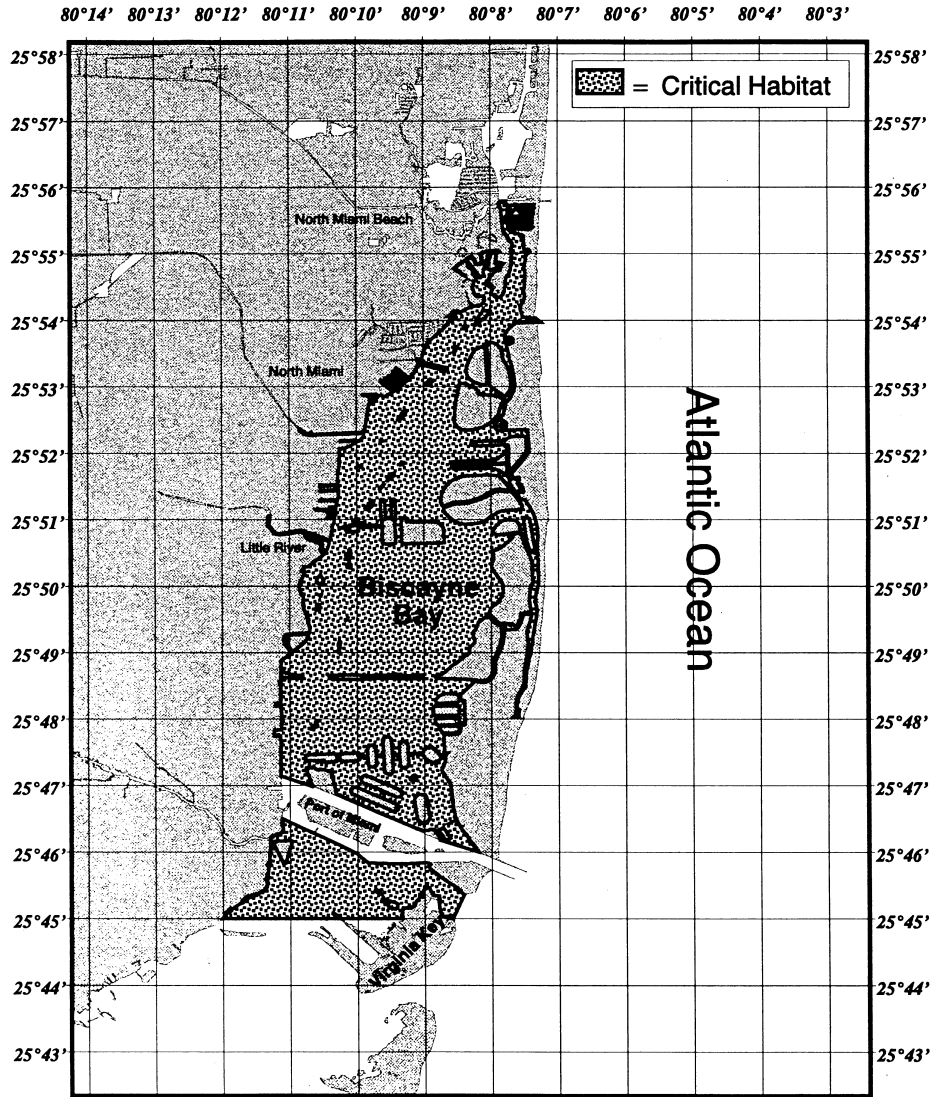 80°14' 80°13' 80°12' 80°11' 80°10' 80°9' 80°8' 80°7' 80°6' 80°5' 80°4' 80°3'
25°58' 25°58'
= Critical Habitat
25°57' 25°57'
25°56' 25°56'
North Miami Beach
25°55' 25°55'
25°54' 25°54'
North Miami
25°53' 25°53'
Atlantic Ocean
25°52' 25°52'
25°51' 25°51'
Little River
25°50' 25°50'
Biscayne
Bay
25°49' 25°49'
25°48' 25°48'
25°47' 25°47'
Port of Miami
25°46' 25°46'
25°45' 25°45'
Virginia Key
25°44' 25°44'
25°43' 25°43'